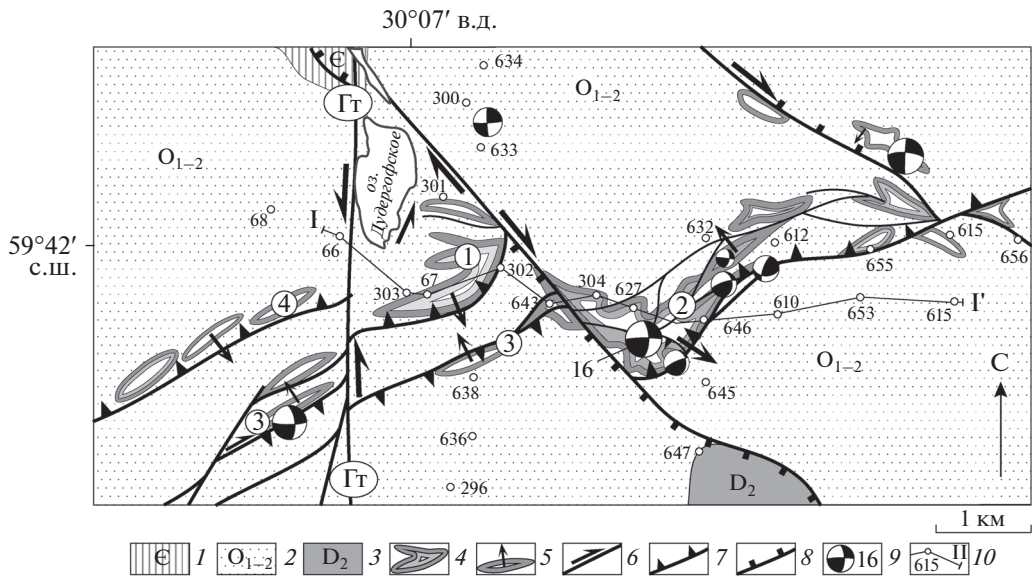 30°07′ в.д.
Є
634
O₁₋₂
Гт
300
633
O₁₋₂
оз. Дудергофское
301
68
I
66
59°42′
с.ш.
632
612
615
656
1
302
67
303
655
4
643
304
627
2
610
653
615
I′
646
3
16
O₁₋₂
С
638
645
3
636
647
Гт
296
D₂
1 км
Є 1 O₁₋₂ 2 D₂ 3 4 5 6 7 8 16 9 615 II 10